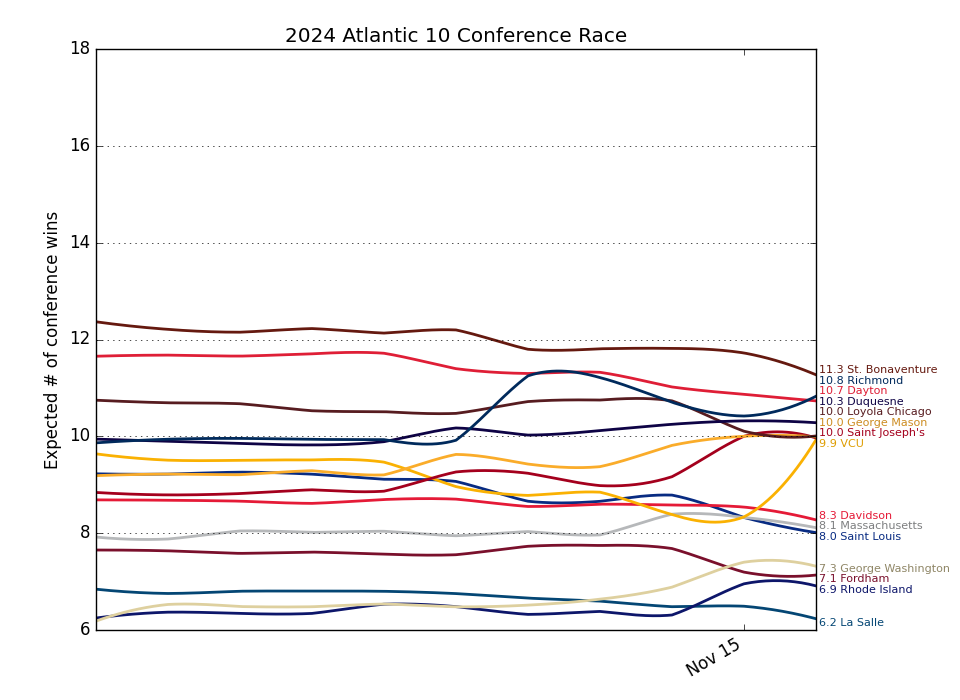 2024 Atlantic 10 Conference Race
Expected # of conference wins
18
16
14
12
10
8
6
11.3 St. Bonaventure
10.8 Richmond
10.7 Dayton
10.3 Duquesne
10.0 Loyola Chicago
10.0 George Mason
10.0 Saint Joseph's
9.9 VCU
8.3 Davidson
8.1 Massachusetts
8.0 Saint Louis
7.3 George Washington
7.1 Fordham
6.9 Rhode Island
6.2 La Salle
Nov 15